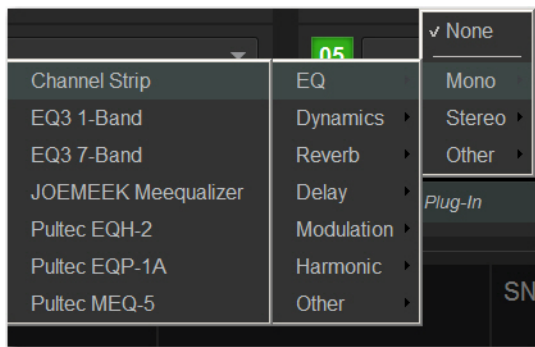 05
✓ None
Mono
Stereo
Other
EQ
Dynamics
Reverb
Delay
Modulation
Harmonic
Other
Channel Strip
EQ3 1-Band
EQ3 7-Band
JOEMEEK Meequalizer
Pultec EQH-2
Pultec EQP-1A
Pultec MEQ-5
Plug-In
SN